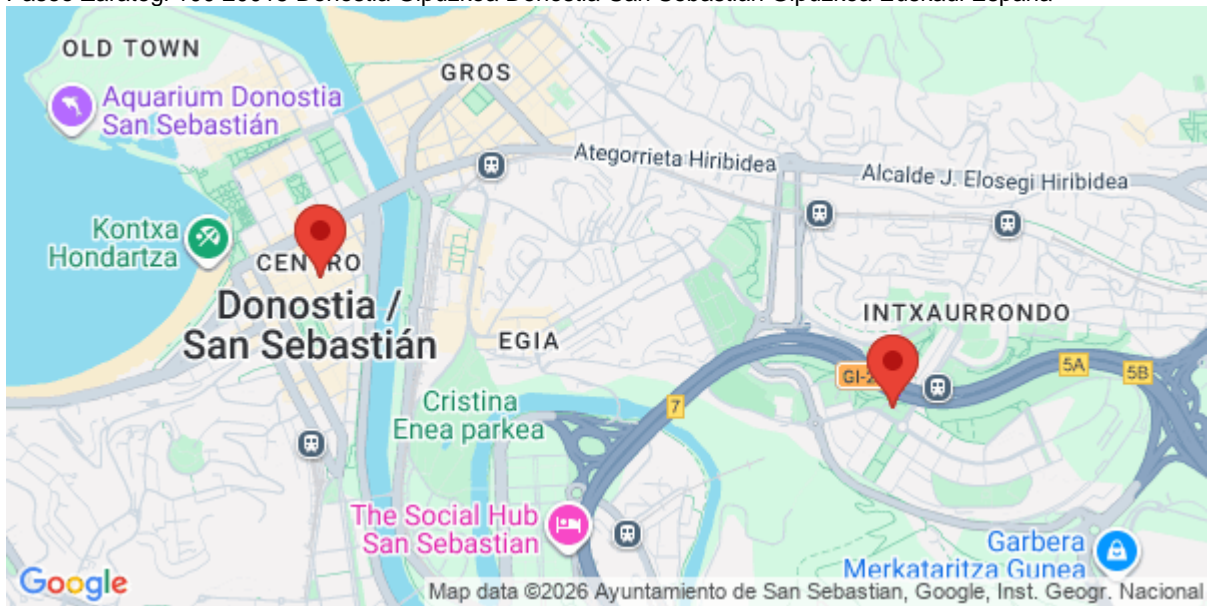 OLD TOWN
GROS
Aquarium Donostia
San Sebastián
Ategorrieta Hiribidea
Alcalde J. Elosegi Hiribidea
Kontxa
Hondartza
CENTRO
Donostia /
San Sebastián
INTXAURRONDO
EGIA
5A
5B
GI-2
7
Cristina
Enea parkea
The Social Hub
San Sebastian
Garbera
Merkataritza Gunea
Google
Map data ©2026 Ayuntamiento de San Sebastian, Google, Inst. Geogr. Nacional